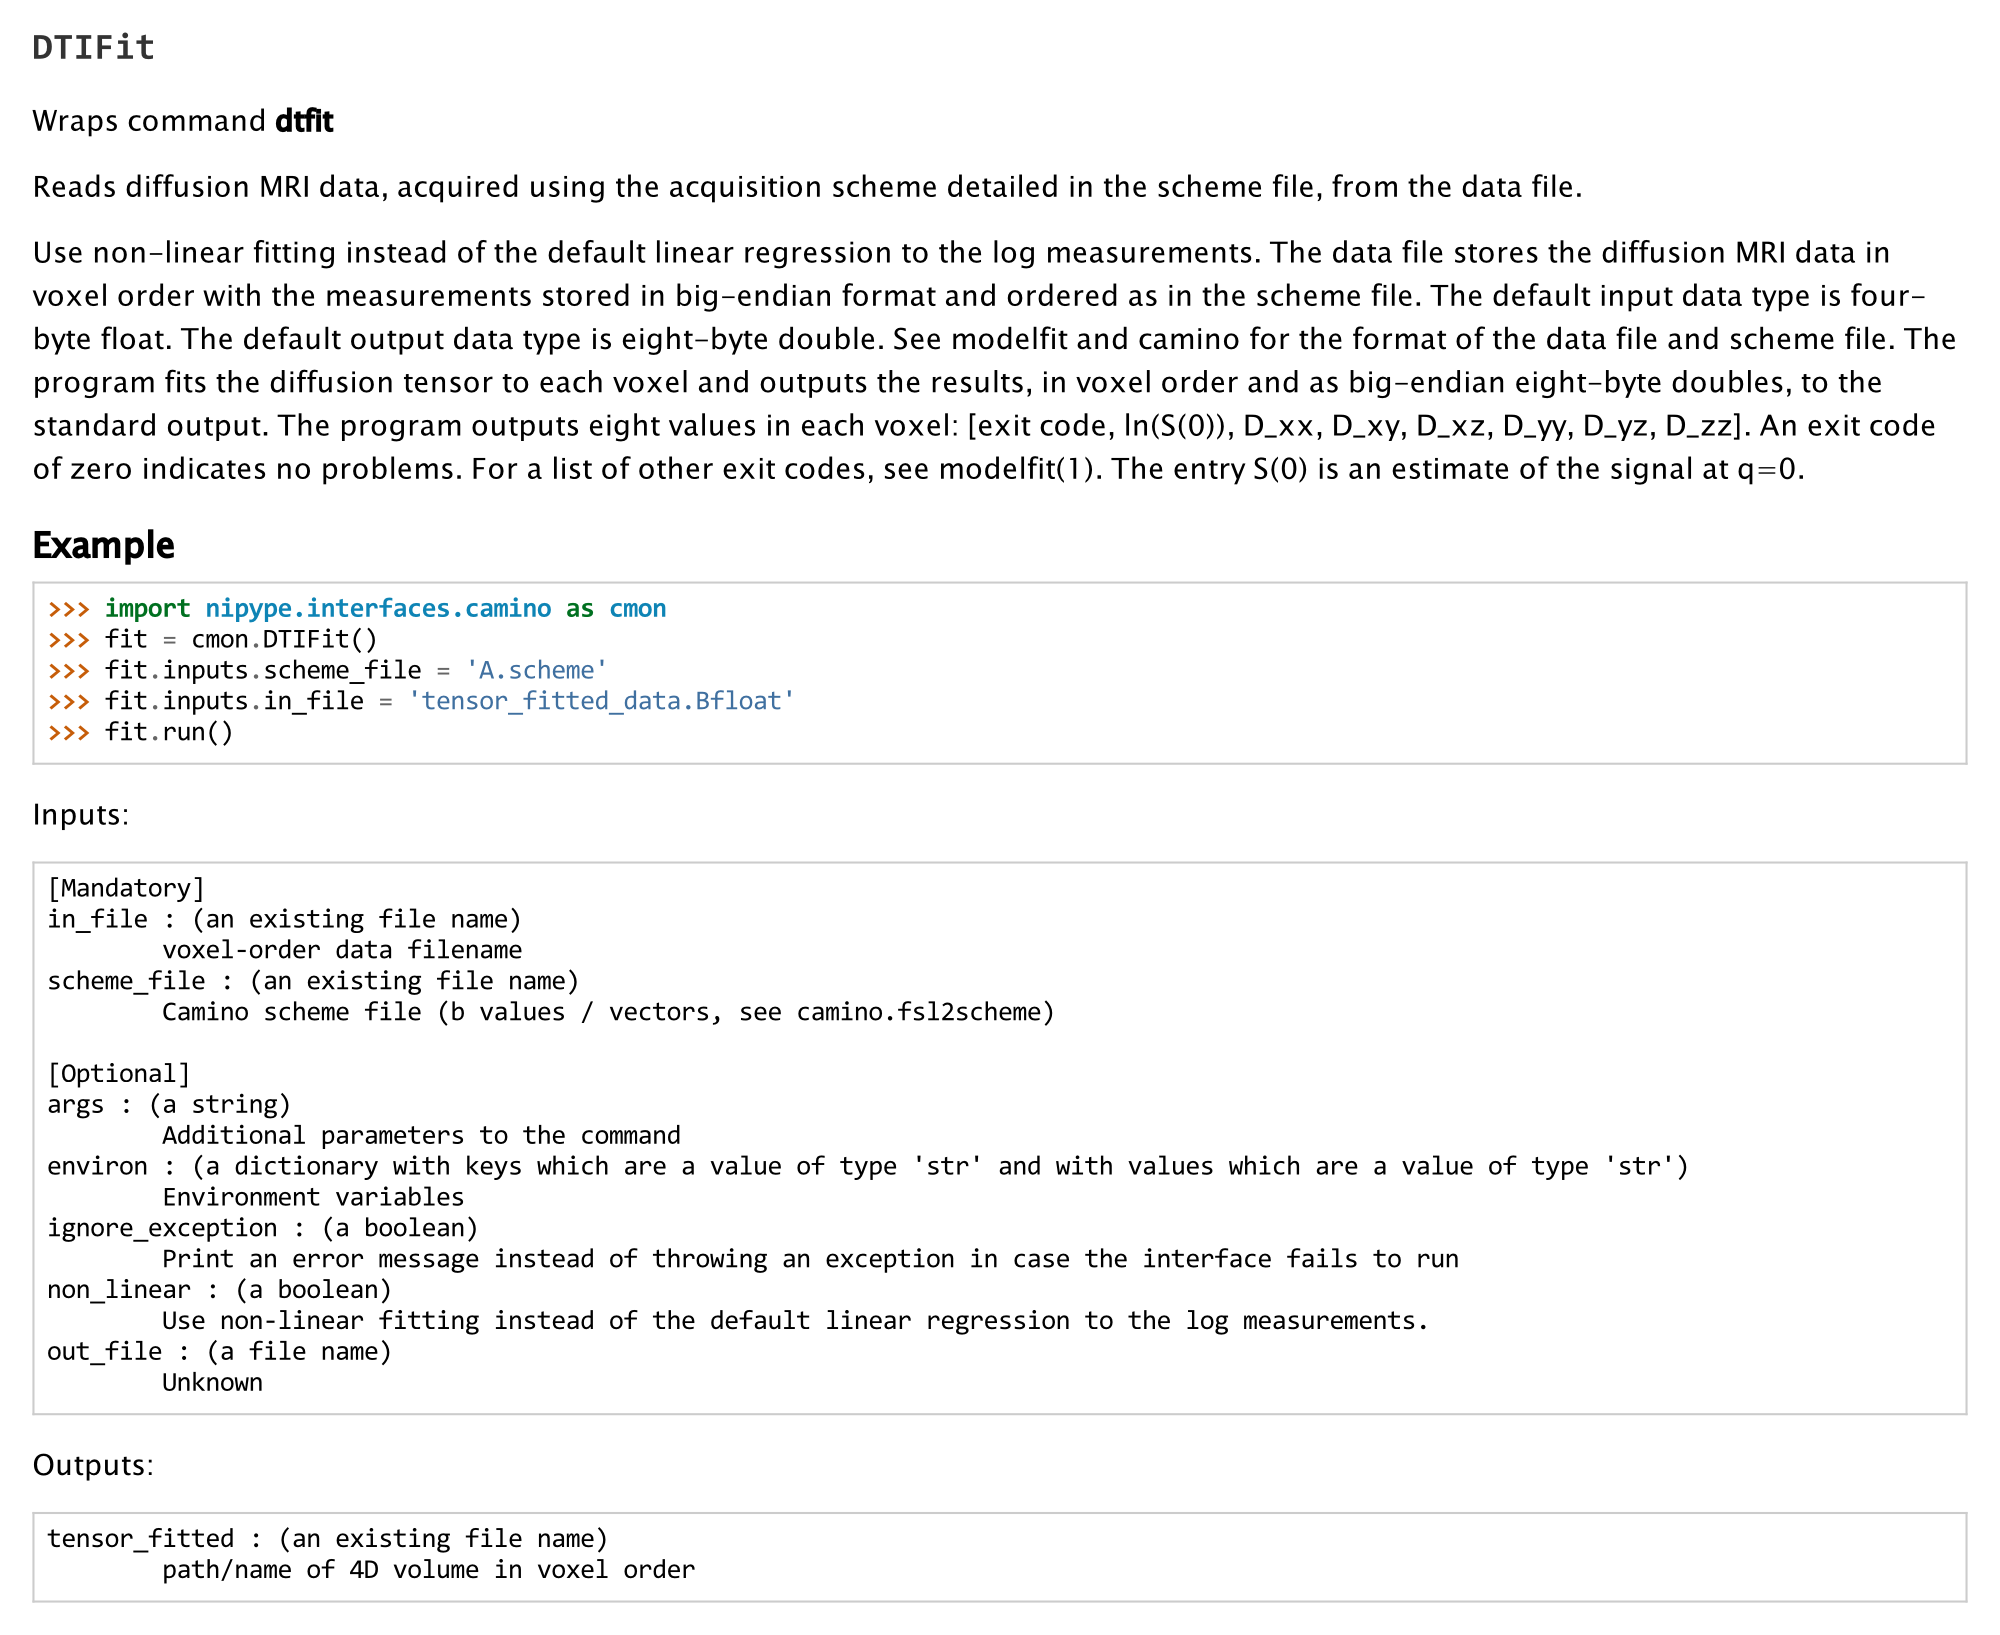 DTIFit
Wraps command dtfit
Reads diffusion MRI data, acquired using the acquisition scheme detailed in the scheme file, from the data file.
Use non-linear fitting instead of the default linear regression to the log measurements. The data file stores the diffusion MRI data in
voxel order with the measurements stored in big-endian format and ordered as in the scheme file. The default input data type is four-
byte float. The default output data type is eight-byte double. See modelfit and camino for the format of the data file and scheme file. The
program fits the diffusion tensor to each voxel and outputs the results, in voxel order and as big-endian eight-byte doubles, to the
standard output. The program outputs eight values in each voxel: [exit code, ln(S(0)), D_xx, D_xy, D_xz, D_yy, D_yz, D_zz]. An exit code
of zero indicates no problems. For a list of other exit codes, see modelfit(1). The entry S(0) is an estimate of the signal at q=0.
Example
>>> import nipype.interfaces.camino as cmon
>>> fit = cmon.DTIFit()
>>> fit.inputs.scheme_file = 'A.scheme'
>>> fit.inputs.in_file = 'tensor_fitted_data.Bfloat'
>>> fit.run()
Inputs:
[Mandatory]
in_file : (an existing file name)
        voxel-order data filename
scheme_file : (an existing file name)
        Camino scheme file (b values / vectors, see camino.fsl2scheme)

[Optional]
args : (a string)
        Additional parameters to the command
environ : (a dictionary with keys which are a value of type 'str' and with values which are a value of type 'str')
        Environment variables
ignore_exception : (a boolean)
        Print an error message instead of throwing an exception in case the interface fails to run
non_linear : (a boolean)
        Use non-linear fitting instead of the default linear regression to the log measurements.
out_file : (a file name)
        Unknown
Outputs:
tensor_fitted : (an existing file name)
        path/name of 4D volume in voxel order